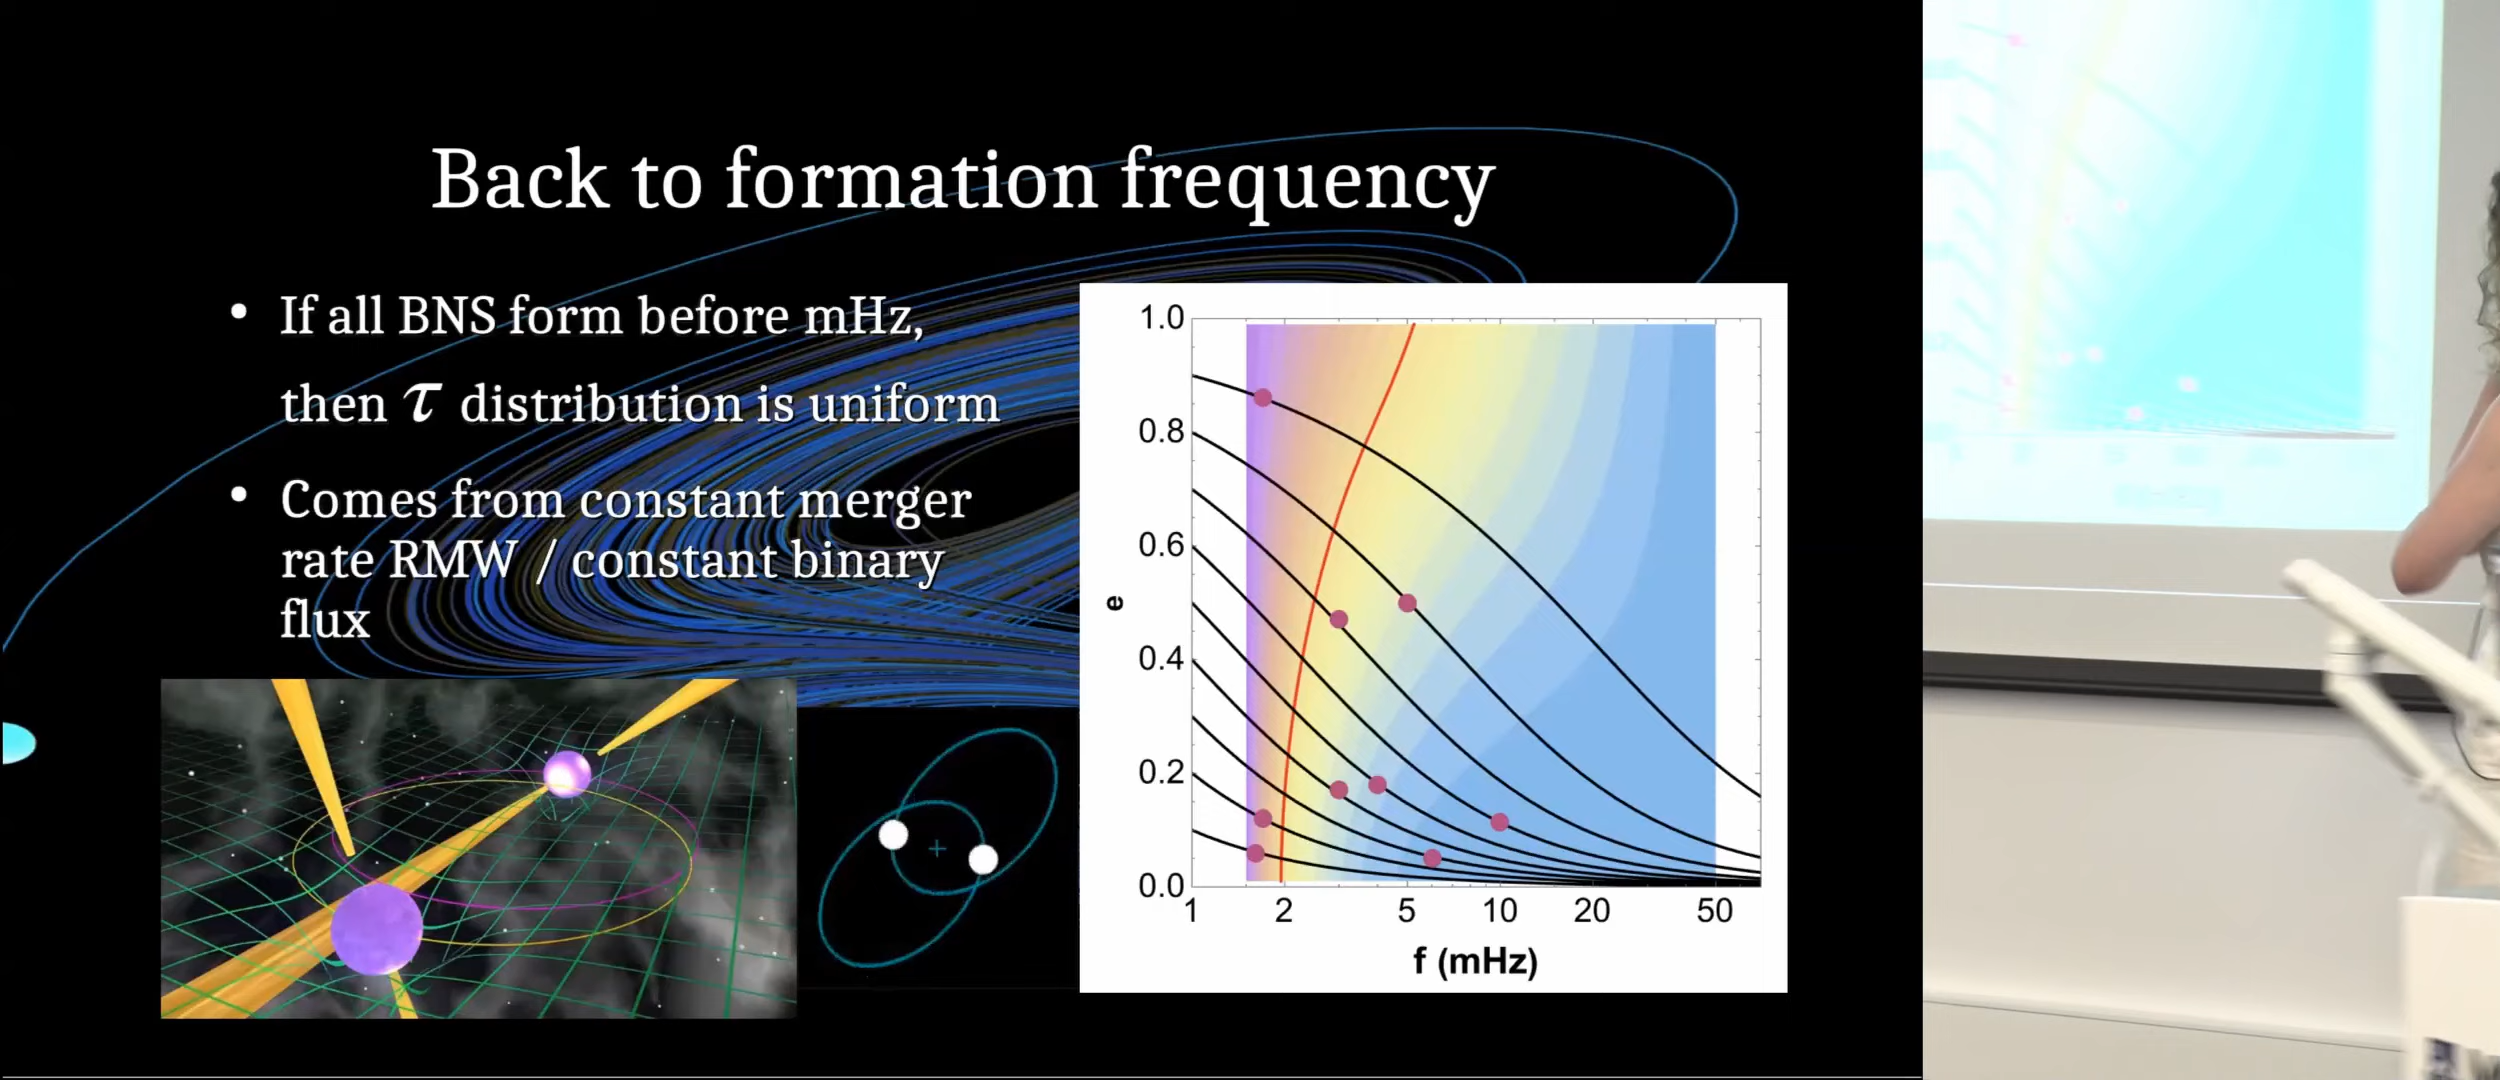 Back to formation frequency
• If all BNS form before mHz,
then τ distribution is uniform
• Comes from constant merger
rate RMW / constant binary
flux
1.0
0.8
0.6
0.4
0.2
0.0
e
1 2 5 10 20 50
f (mHz)